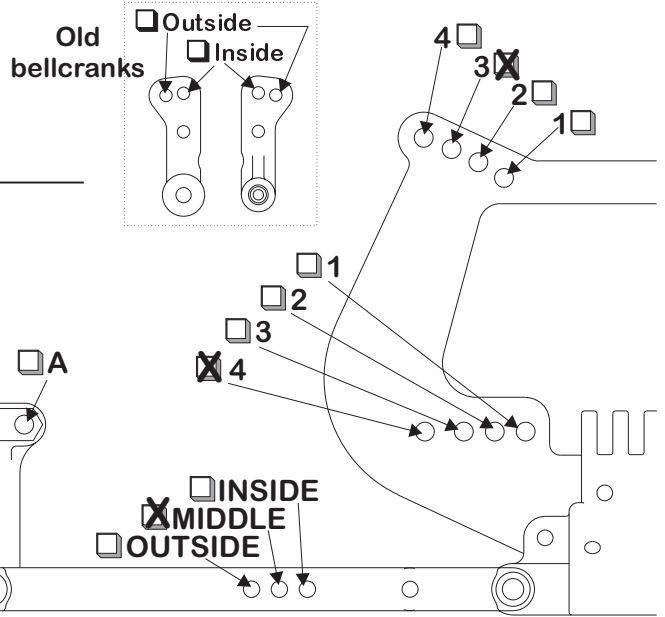 Old
bellcranks
Outside
Inside
4
3 X
2
1
1
2
3
X 4
A
INSIDE
X MIDDLE
OUTSIDE